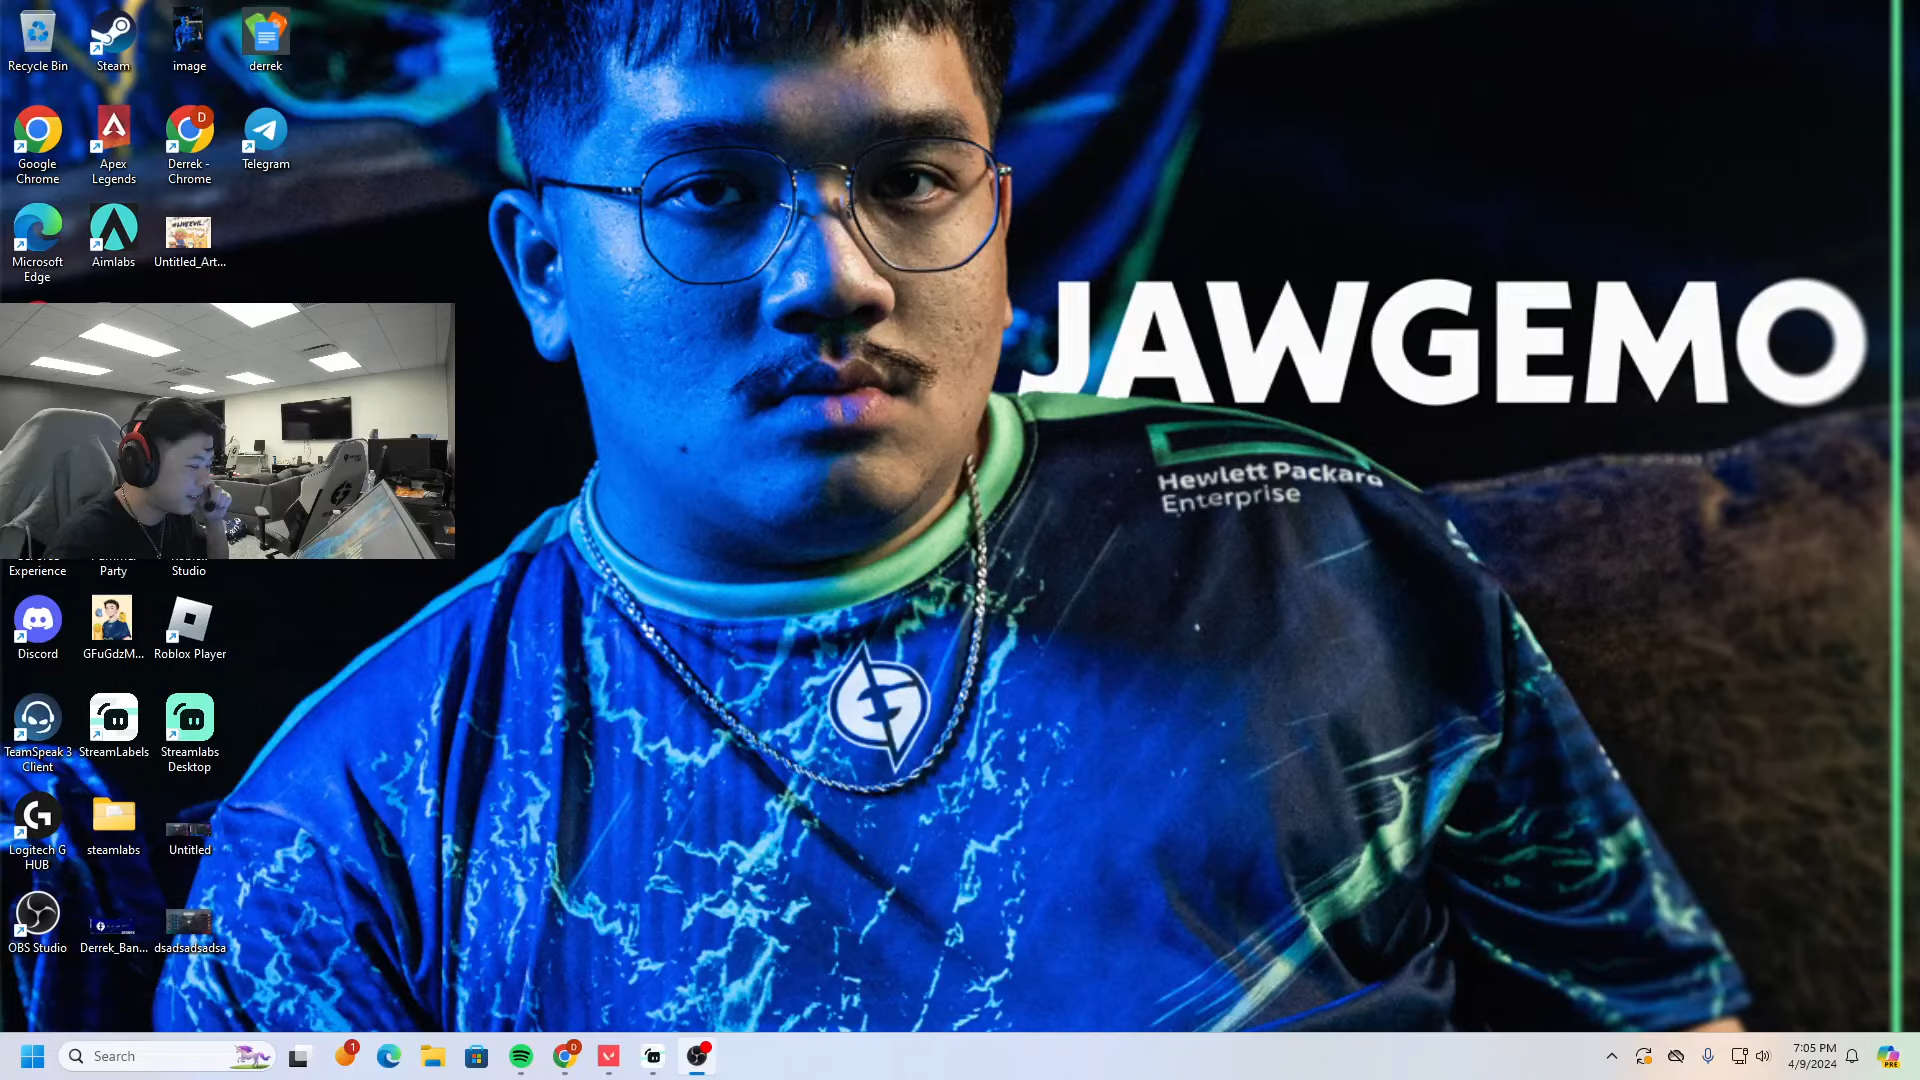 Recycle Bin
Steam
image
derrek
Google Chrome
Apex Legends
Derrek - Chrome
D
Telegram
Microsoft Edge
Aimlabs
Untitled_Art...
JAWGEMO
Hewlett Packard
Enterprise
Experience
Party
Studio
Discord
GFuGdzM...
Roblox Player
TeamSpeak 3 Client
StreamLabels
Streamlabs Desktop
Logitech G HUB
steamlabs
Untitled
OBS Studio
Derrek_Ban...
dsadsadsadsa
Search
1
D
7:05 PM
4/9/2024
PRE